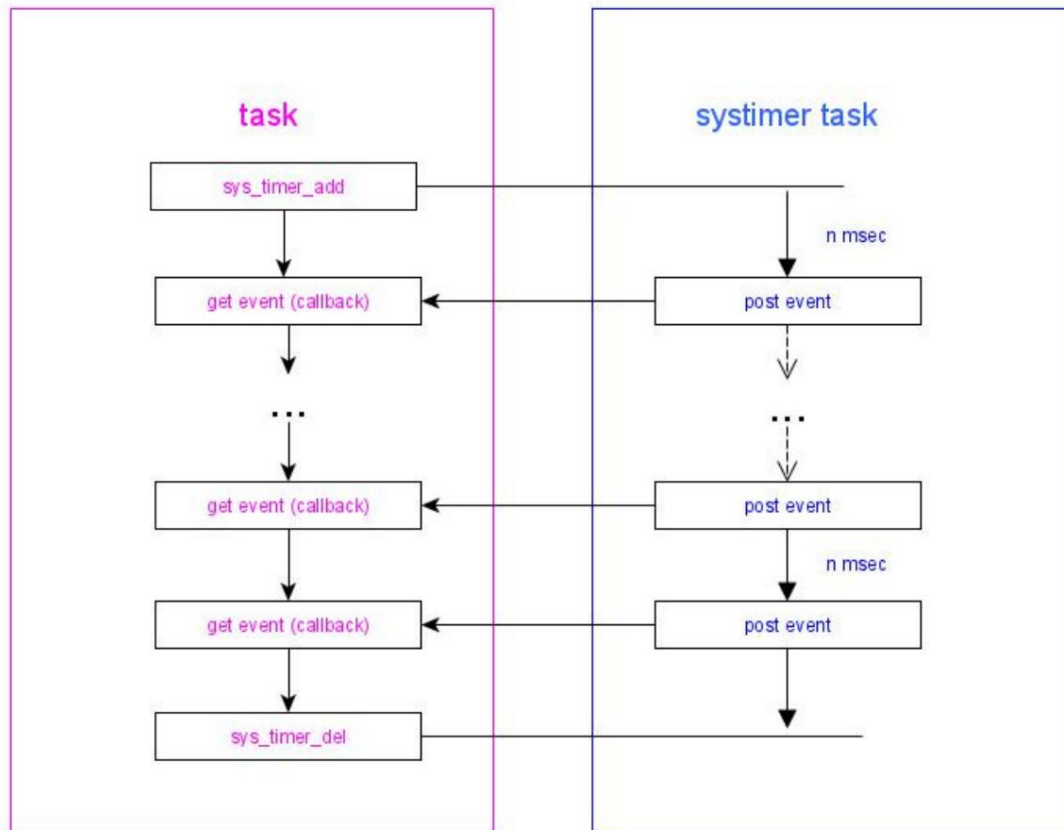 task
systimer task
sys_timer_add
n msec
get event (callback)
post event
...
...
get event (callback)
post event
n msec
get event (callback)
post event
sys_timer_del